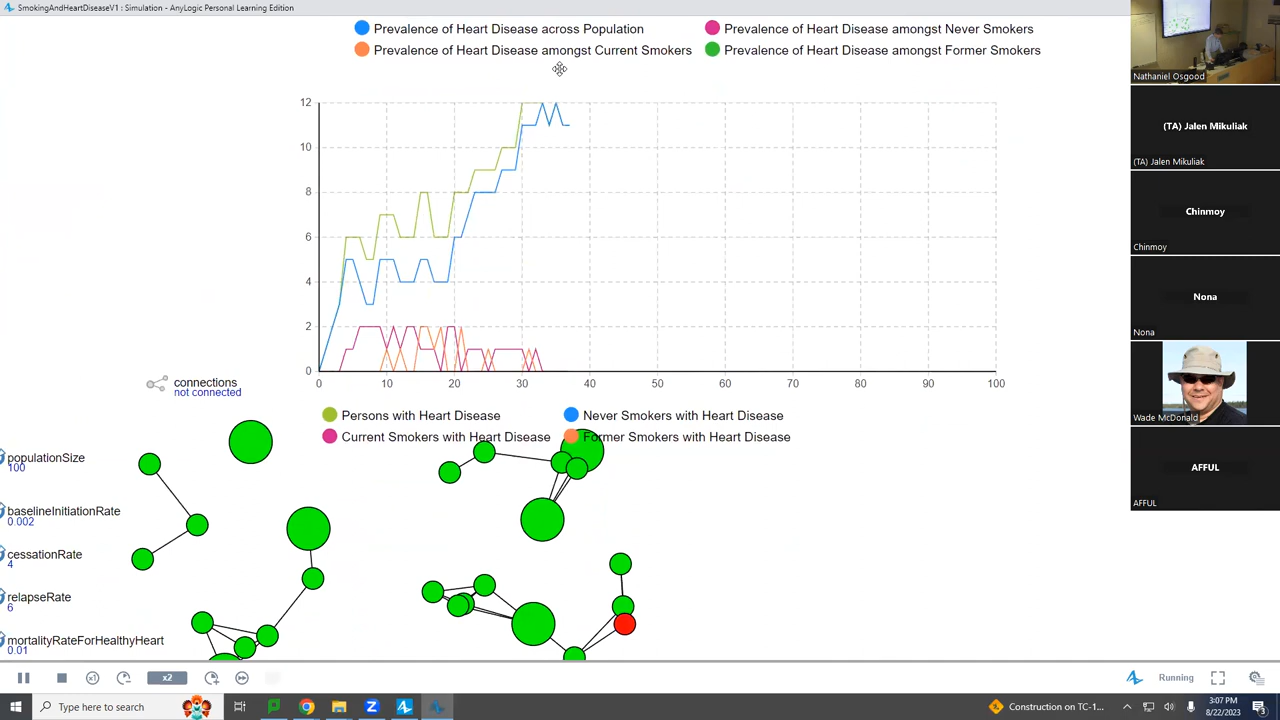 SmokingAndHeartDiseaseV1 : Simulation - AnyLogic Personal Learning Edition
Prevalence of Heart Disease across Population
Prevalence of Heart Disease amongst Never Smokers
Prevalence of Heart Disease amongst Current Smokers
Prevalence of Heart Disease amongst Former Smokers
12
10
8
6
4
2
0
0 10 20 30 40 50 60 70 80 90 100
Persons with Heart Disease
Never Smokers with Heart Disease
Current Smokers with Heart Disease
Former Smokers with Heart Disease
connections
not connected
populationSize
100
baselineInitiationRate
0.002
cessationRate
4
relapseRate
6
mortalityRateForHealthyHeart
0.01
Nathaniel Osgood
(TA) Jalen Mikuliak
(TA) Jalen Mikuliak
Chinmoy
Chinmoy
Nona
Nona
Wade McDonald
AFFUL
AFFUL
x1
x2
Running
Type here to search
Construction on TC-1...
3:07 PM
8/22/2023
3